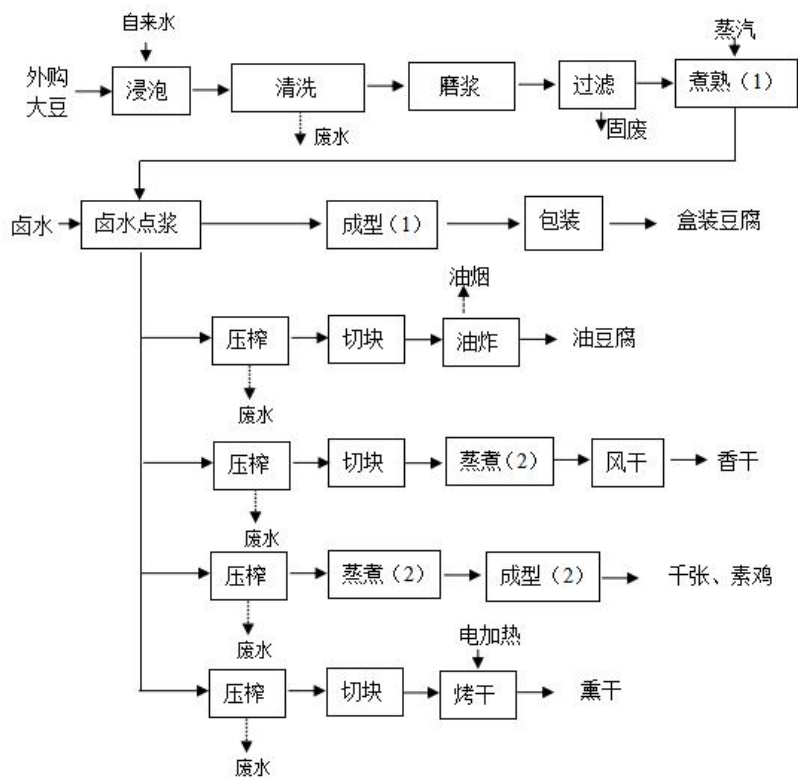 自来水
蒸汽
外购
大豆
浸泡
清洗
磨浆
过滤
煮熟（1）
废水
固废
卤水
卤水点浆
成型（1）
包装
盒装豆腐
油烟
压榨
切块
油炸
油豆腐
废水
压榨
切块
蒸煮（2）
风干
香干
废水
压榨
蒸煮（2）
成型（2）
千张、素鸡
废水
电加热
压榨
切块
烤干
熏干
废水